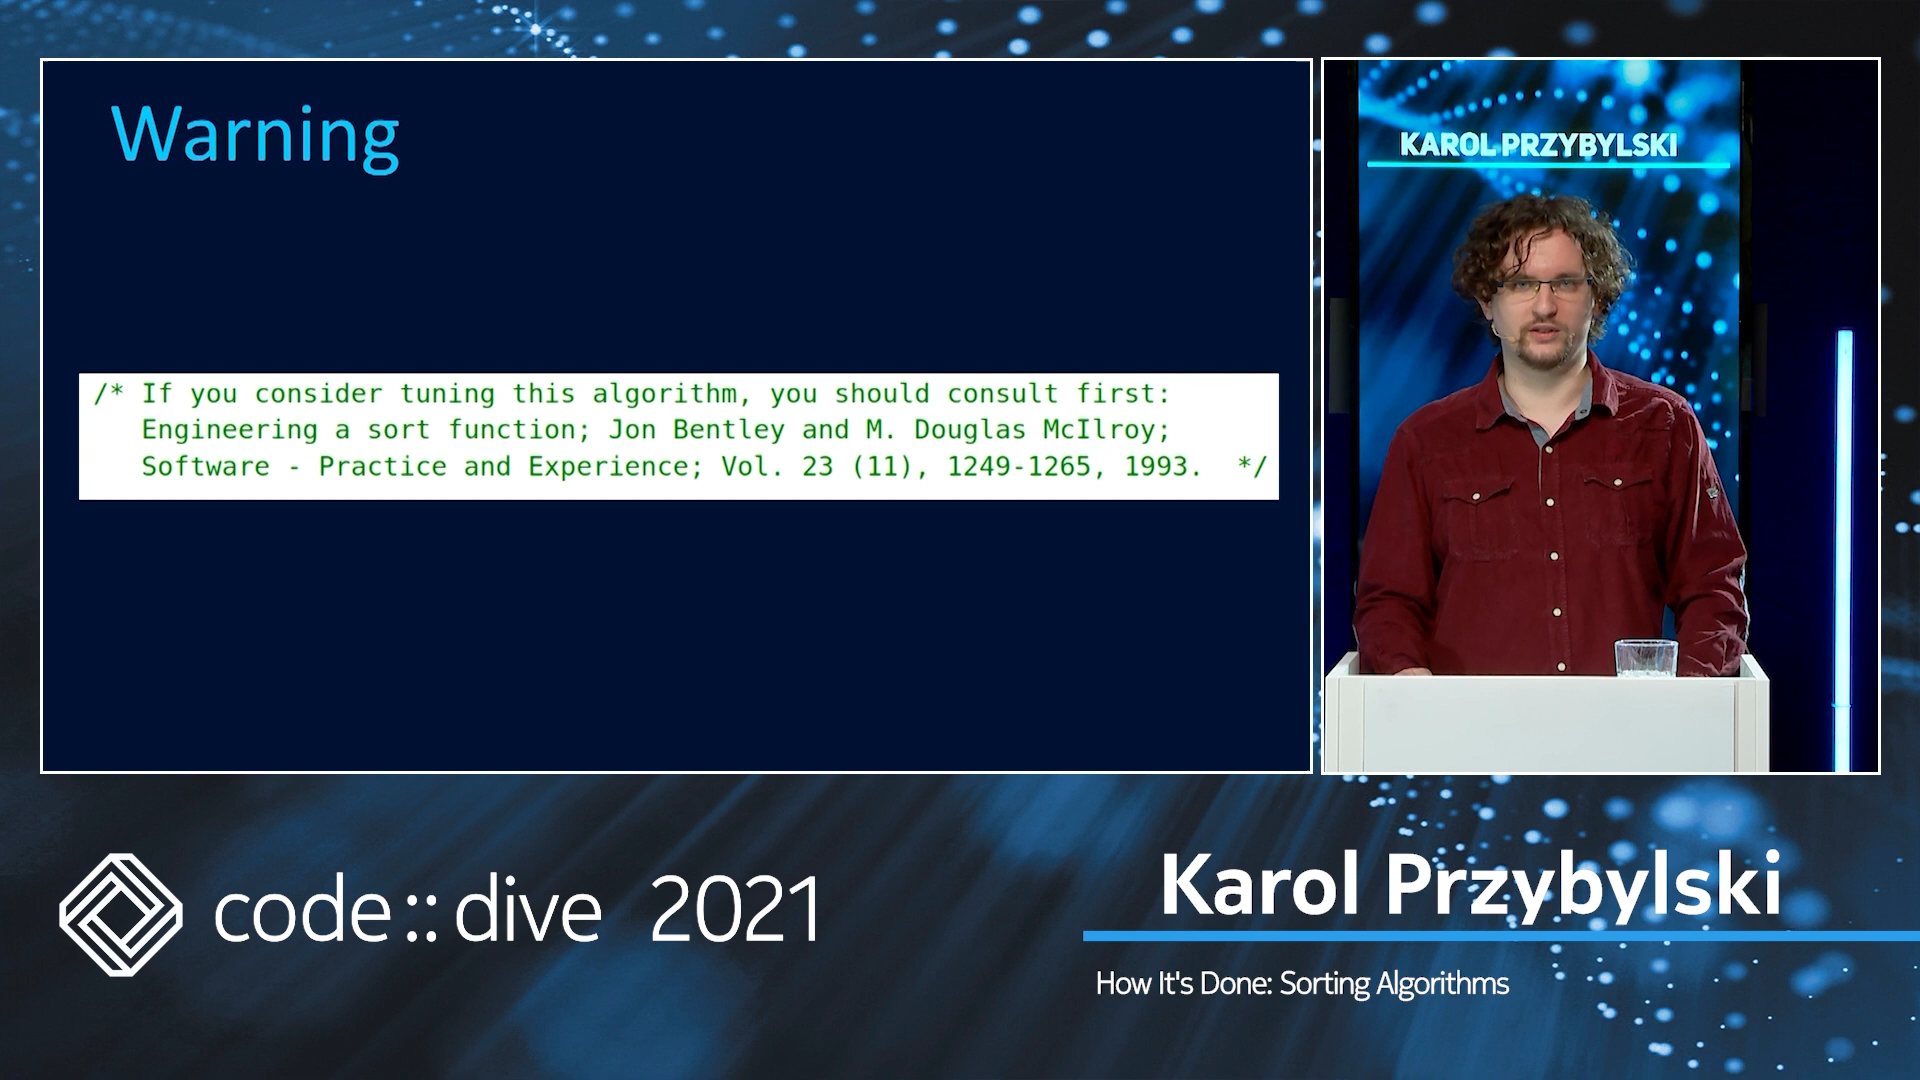 Warning
/* If you consider tuning this algorithm, you should consult first:
Engineering a sort function; Jon Bentley and M. Douglas McIlroy;
Software - Practice and Experience; Vol. 23 (11), 1249-1265, 1993. */
KAROL PRZYBYLSKI
code::dive 2021
Karol Przybylski
How It's Done: Sorting Algorithms